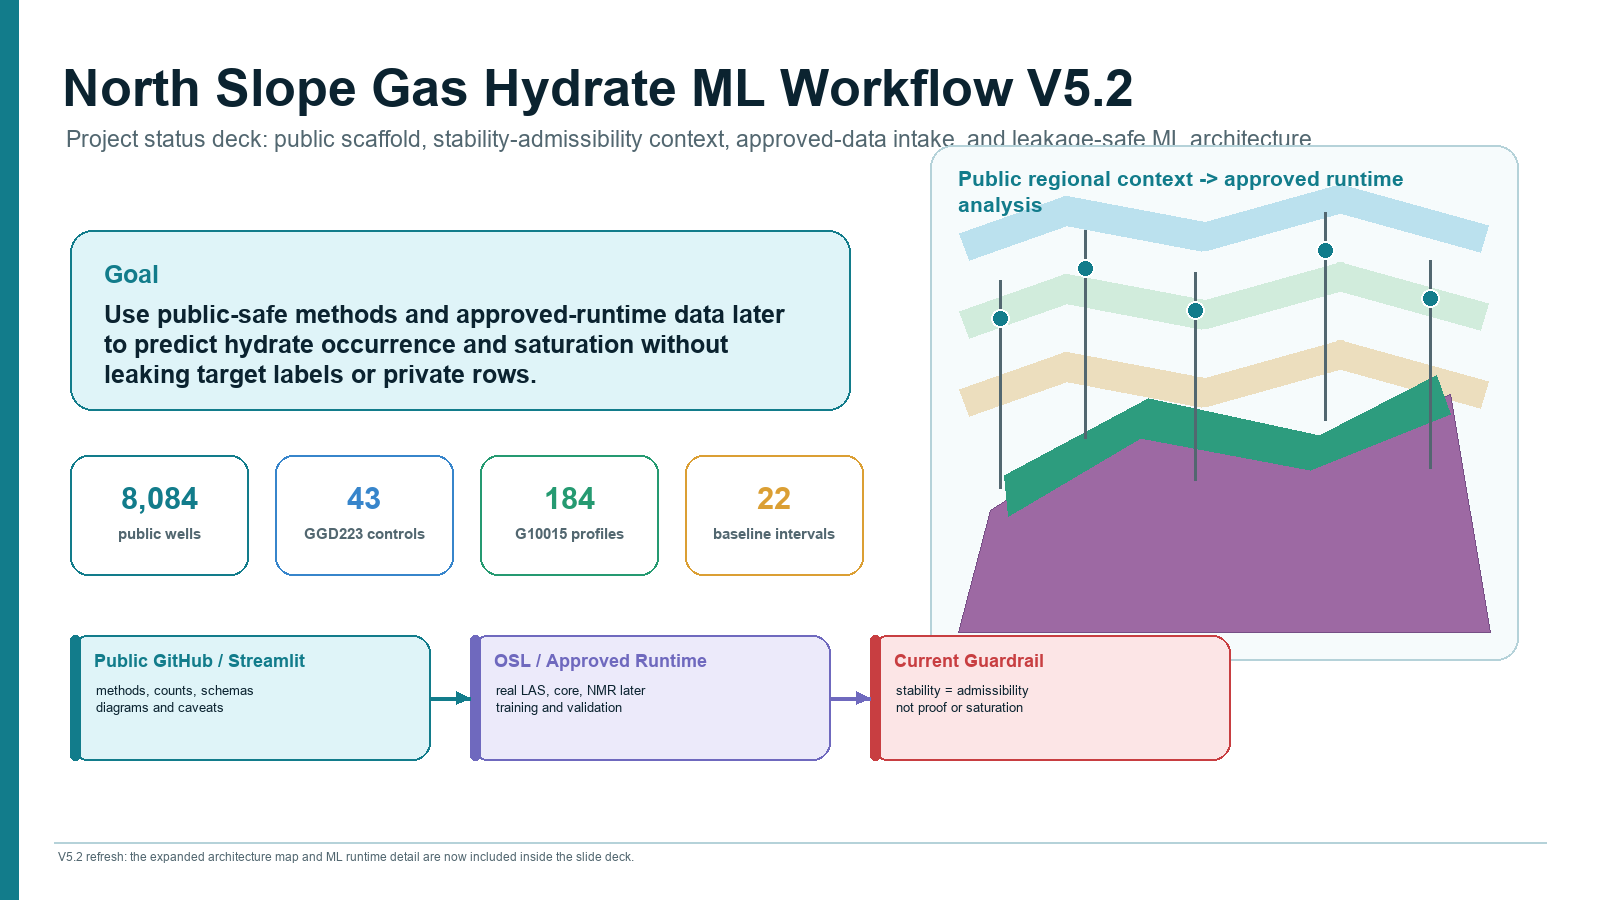 North Slope Gas Hydrate ML Workflow V5.2
Project status deck: public scaffold, stability-admissibility context, approved-data intake, and leakage-safe ML architecture
Public regional context -> approved runtime
analysis
Goal
Use public-safe methods and approved-runtime data later
to predict hydrate occurrence and saturation without
leaking target labels or private rows.
8,084
public wells
43
GGD223 controls
184
G10015 profiles
22
baseline intervals
Public GitHub / Streamlit
methods, counts, schemas
diagrams and caveats
OSL / Approved Runtime
real LAS, core, NMR later
training and validation
Current Guardrail
stability = admissibility
not proof or saturation
V5.2 refresh: the expanded architecture map and ML runtime detail are now included inside the slide deck.